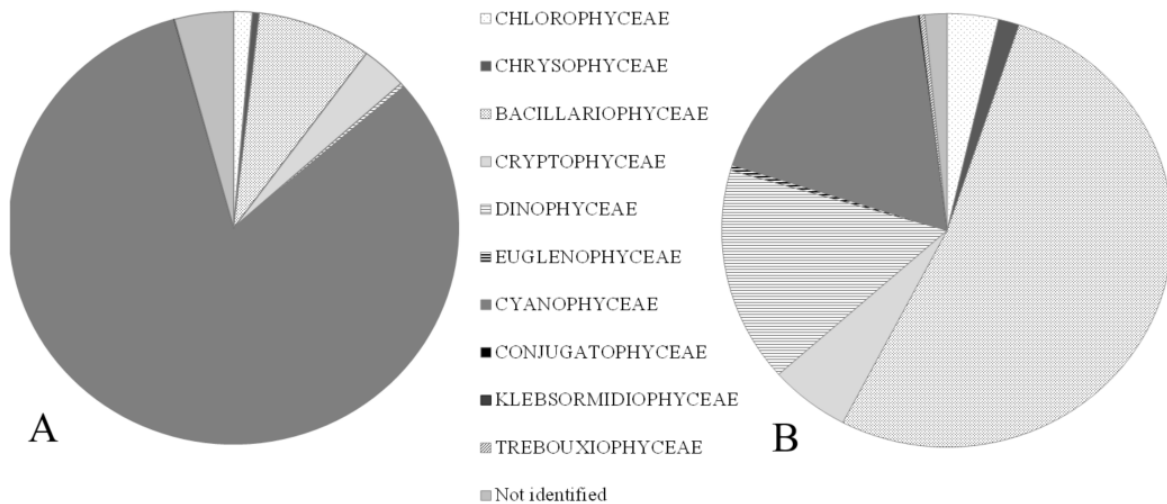 CHLOROPHYCEAE
CHRYSOPHYCEAE
BACILLARIOPHYCEAE
CRYPTOPHYCEAE
DINOPHYCEAE
EUGLENOPHYCEAE
CYANOPHYCEAE
CONJUGATOPHYCEAE
KLEBSORMIDIOPHYCEAE
TREBOUXIOPHYCEAE
Not identified
A
B